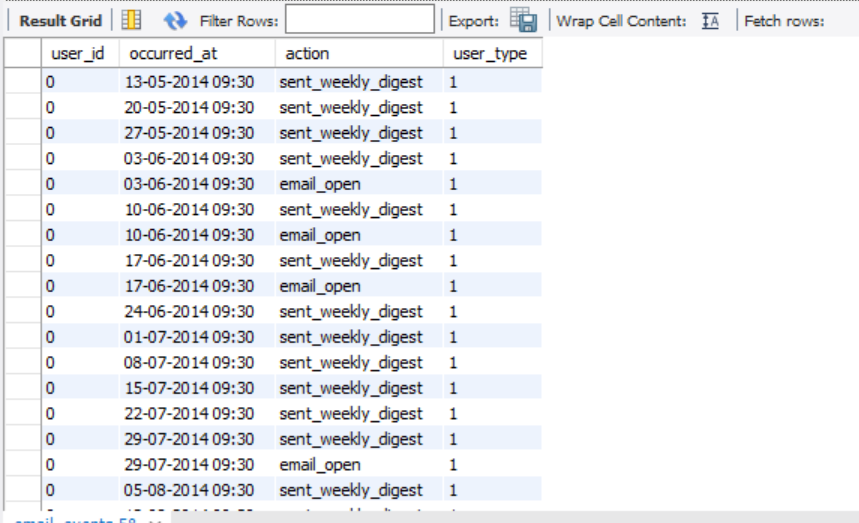 Result Grid Filter Rows: Export: Wrap Cell Content: IA Fetch rows:
user_id occurred_at action user_type
0 13-05-2014 09:30 sent_weekly_digest 1
0 20-05-2014 09:30 sent_weekly_digest 1
0 27-05-2014 09:30 sent_weekly_digest 1
0 03-06-2014 09:30 sent_weekly_digest 1
0 03-06-2014 09:30 email_open 1
0 10-06-2014 09:30 sent_weekly_digest 1
0 10-06-2014 09:30 email_open 1
0 17-06-2014 09:30 sent_weekly_digest 1
0 17-06-2014 09:30 email_open 1
0 24-06-2014 09:30 sent_weekly_digest 1
0 01-07-2014 09:30 sent_weekly_digest 1
0 08-07-2014 09:30 sent_weekly_digest 1
0 15-07-2014 09:30 sent_weekly_digest 1
0 22-07-2014 09:30 sent_weekly_digest 1
0 29-07-2014 09:30 sent_weekly_digest 1
0 29-07-2014 09:30 email_open 1
0 05-08-2014 09:30 sent_weekly_digest 1